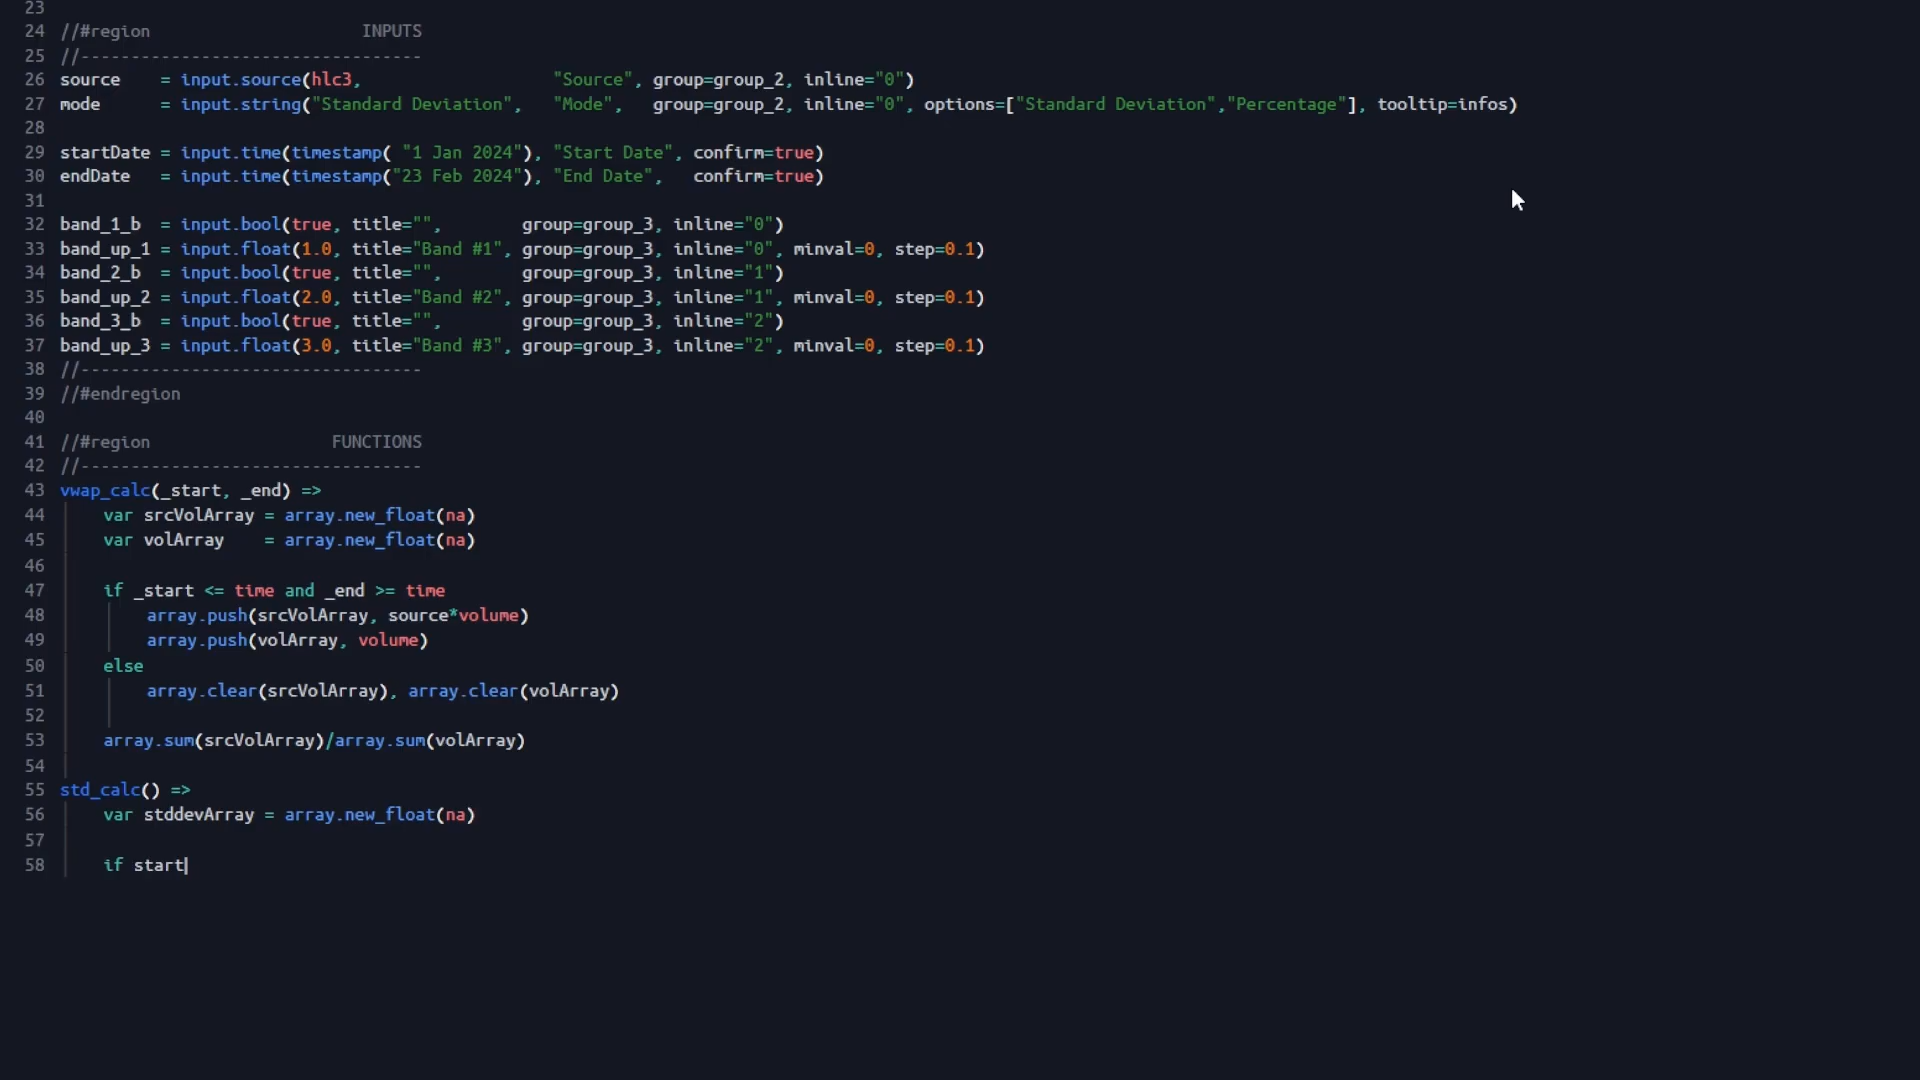 23
24 //#region                     INPUTS
25 //----------------------------------
26 source    = input.source(hlc3,                   "Source", group=group_2, inline="0")
27 mode      = input.string("Standard Deviation",   "Mode",   group=group_2, inline="0", options=["Standard Deviation","Percentage"], tooltip=infos)
28
29 startDate = input.time(timestamp( "1 Jan 2024"), "Start Date", confirm=true)
30 endDate   = input.time(timestamp("23 Feb 2024"), "End Date",   confirm=true)
31
32 band_1_b  = input.bool(true, title="",        group=group_3, inline="0")
33 band_up_1 = input.float(1.0, title="Band #1", group=group_3, inline="0", minval=0, step=0.1)
34 band_2_b  = input.bool(true, title="",        group=group_3, inline="1")
35 band_up_2 = input.float(2.0, title="Band #2", group=group_3, inline="1", minval=0, step=0.1)
36 band_3_b  = input.bool(true, title="",        group=group_3, inline="2")
37 band_up_3 = input.float(3.0, title="Band #3", group=group_3, inline="2", minval=0, step=0.1)
38 //----------------------------------
39 //#endregion
40
41 //#region                  FUNCTIONS
42 //----------------------------------
43 vwap_calc(_start, _end) =>
44     var srcVolArray = array.new_float(na)
45     var volArray    = array.new_float(na)
46
47     if _start <= time and _end >= time
48         array.push(srcVolArray, source*volume)
49         array.push(volArray, volume)
50     else
51         array.clear(srcVolArray), array.clear(volArray)
52
53     array.sum(srcVolArray)/array.sum(volArray)
54
55 std_calc() =>
56     var stddevArray = array.new_float(na)
57
58     if start